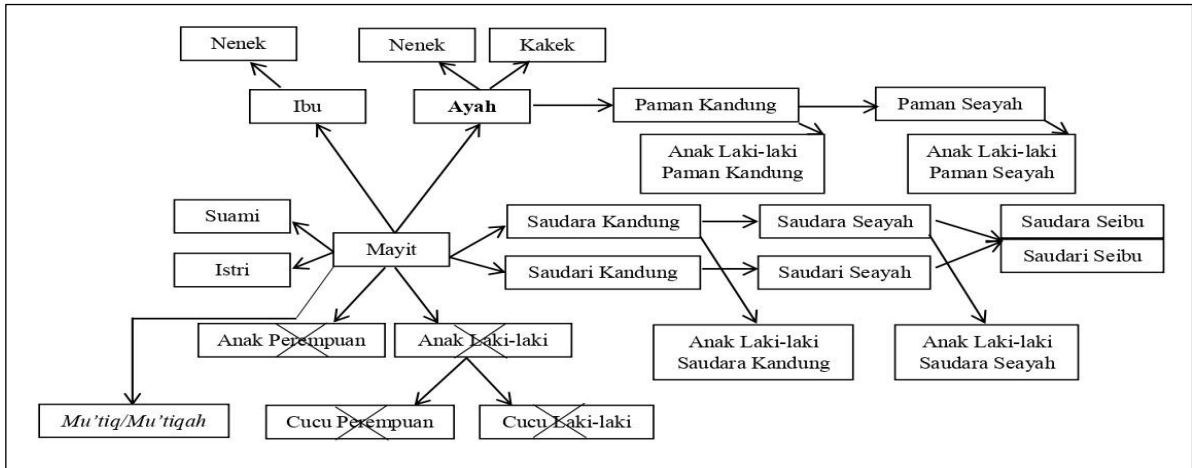 Nenek
Nenek
Kakek
Ibu
Ayah
Paman Kandung
Paman Seayah
Anak Laki-laki
Paman Kandung
Anak Laki-laki
Paman Seayah
Suami
Saudara Kandung
Saudara Seayah
Saudara Seibu
Mayit
Istri
Saudari Kandung
Saudari Seayah
Saudari Seibu
Anak Perempuan
Anak Laki-laki
Anak Laki-laki
Saudara Kandung
Anak Laki-laki
Saudara Seayah
Mu'tiq/Mu'tiqah
Cucu Perempuan
Cucu Laki-laki